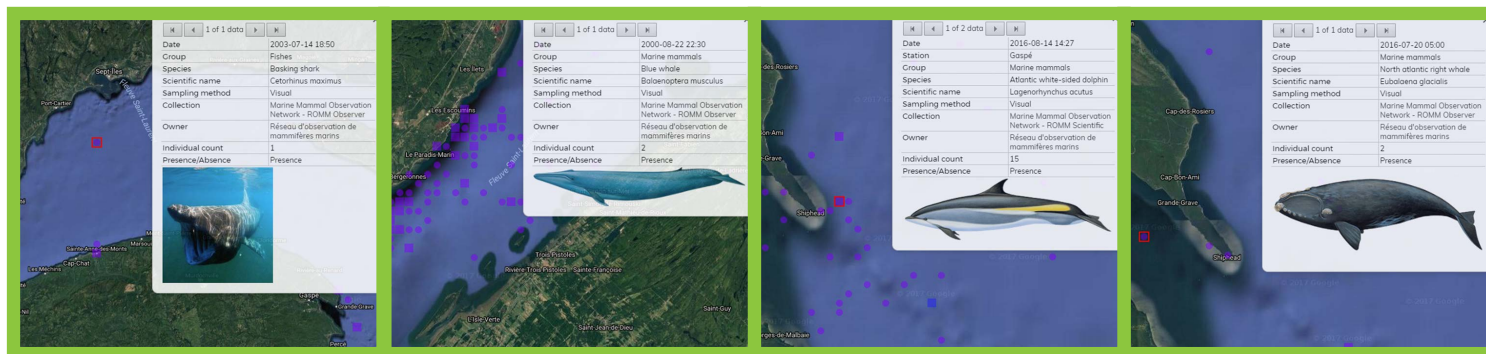 1 of 1 data
Date 2003-07-14 18:50
Group Fishes
Species Basking shark
Scientific name Cetorhinus maximus
Sampling method Visual
Collection Marine Mammal Observation
Network - ROMM Observer
Owner Réseau d'observation de
mammifères marins
Individual count 1
Presence/Absence Presence
Sept-Îles
Port-Cartier
Fleuve Saint-Laurent
Sainte-Anne-des-Monts
Cap-Chat
Les Méchins
Gaspé
Grande-Grave
Percé
1 of 1 data
Date 2000-08-22 22:30
Group Marine mammals
Species Blue whale
Scientific name Balaenoptera musculus
Sampling method Visual
Collection Marine Mammal Observation
Network - ROMM Observer
Owner Réseau d'observation de
mammifères marins
Individual count 2
Presence/Absence Presence
Les Îlets
Les Escoumins
Le Paradis Marin
Bergeronnes
Trois Pistoles
Rivière-Trois-Pistoles
Sainte-Françoise
L'Isle-Verte
Saint-Jean-de-Dieu
Saint-Guy
1 of 2 data
Date 2016-08-14 14:27
Station Gaspé
Group Marine mammals
Species Atlantic white-sided dolphin
Scientific name Lagenorhynchus acutus
Sampling method Visual
Collection Marine Mammal Observation
Network - ROMM Scientific
Owner Réseau d'observation de
mammifères marins
Individual count 15
Presence/Absence Presence
des-Rosiers
on-Ami
-Grave
Shiphead
rges-de-Malbaie
1 of 1 data
Date 2016-07-20 05:00
Group Marine mammals
Species North atlantic right whale
Scientific name Eubalaena glacialis
Sampling method Visual
Collection Marine Mammal Observation
Network - ROMM Observer
Owner Réseau d'observation de
mammifères marins
Individual count 2
Presence/Absence Presence
Cap-des-Rosiers
Cap-Bon-Ami
Grande-Grave
Shiphead